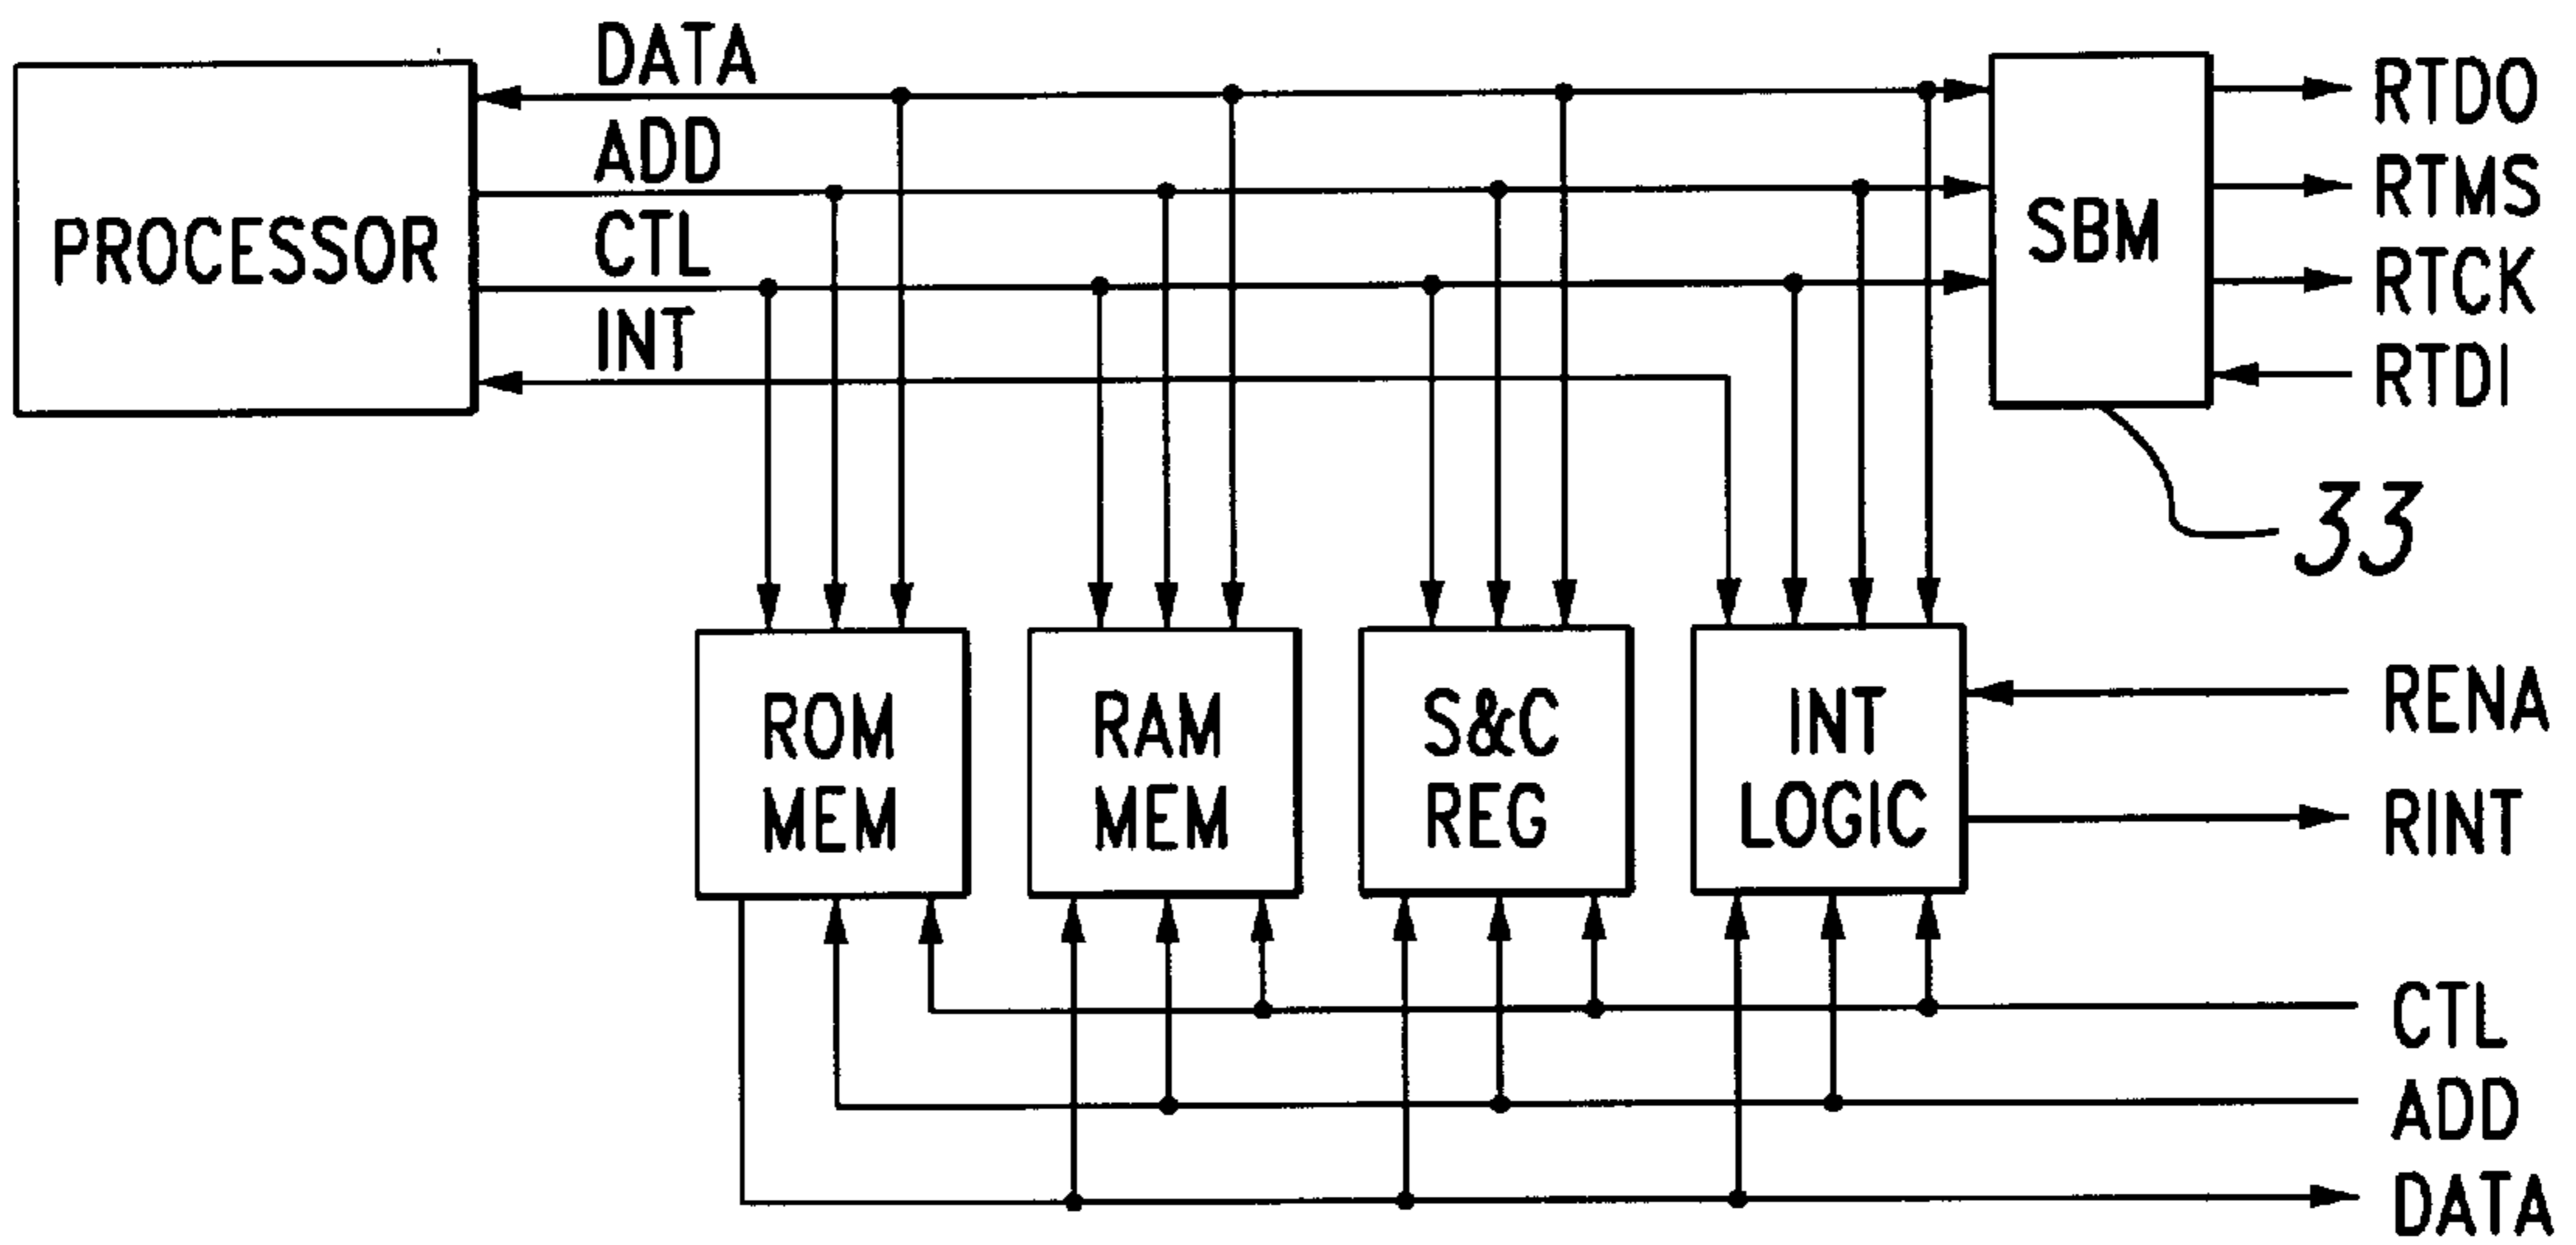 DATA
ADD
CTL
INT
PROCESSOR
SBM
RTDO
RTMS
RTCK
RTDI
33
ROM
MEM
RAM
MEM
S&C
REG
INT
LOGIC
RENA
RINT
CTL
ADD
DATA